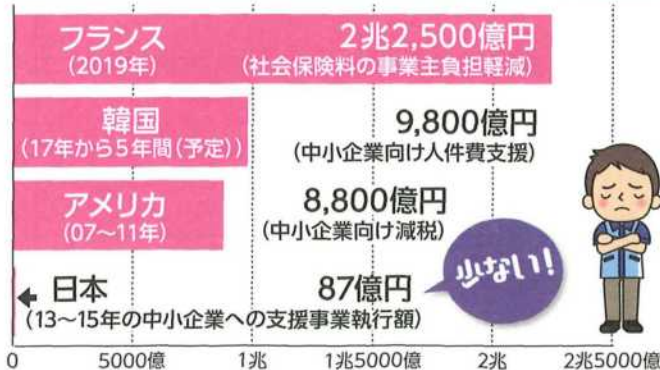 フランス 2兆2,500億円
(2019年) (社会保険料の事業主負担軽減)
韓国 9,800億円
(17年から5年間(予定)) (中小企業向け人件費支援)
アメリカ 8,800億円
(07〜11年) (中小企業向け減税)
少ない!
日本 87億円
(13〜15年の中小企業への支援事業執行額)
0 5000億 1兆 1兆5000億 2兆 2兆5000億